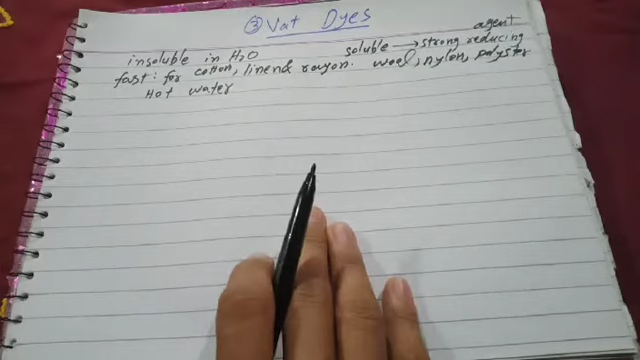 ③ Vat Dyes
insoluble in H2O soluble → strong reducing agent
fast: for cotton, linen & rayon. wool, nylon, polyster
Hot water